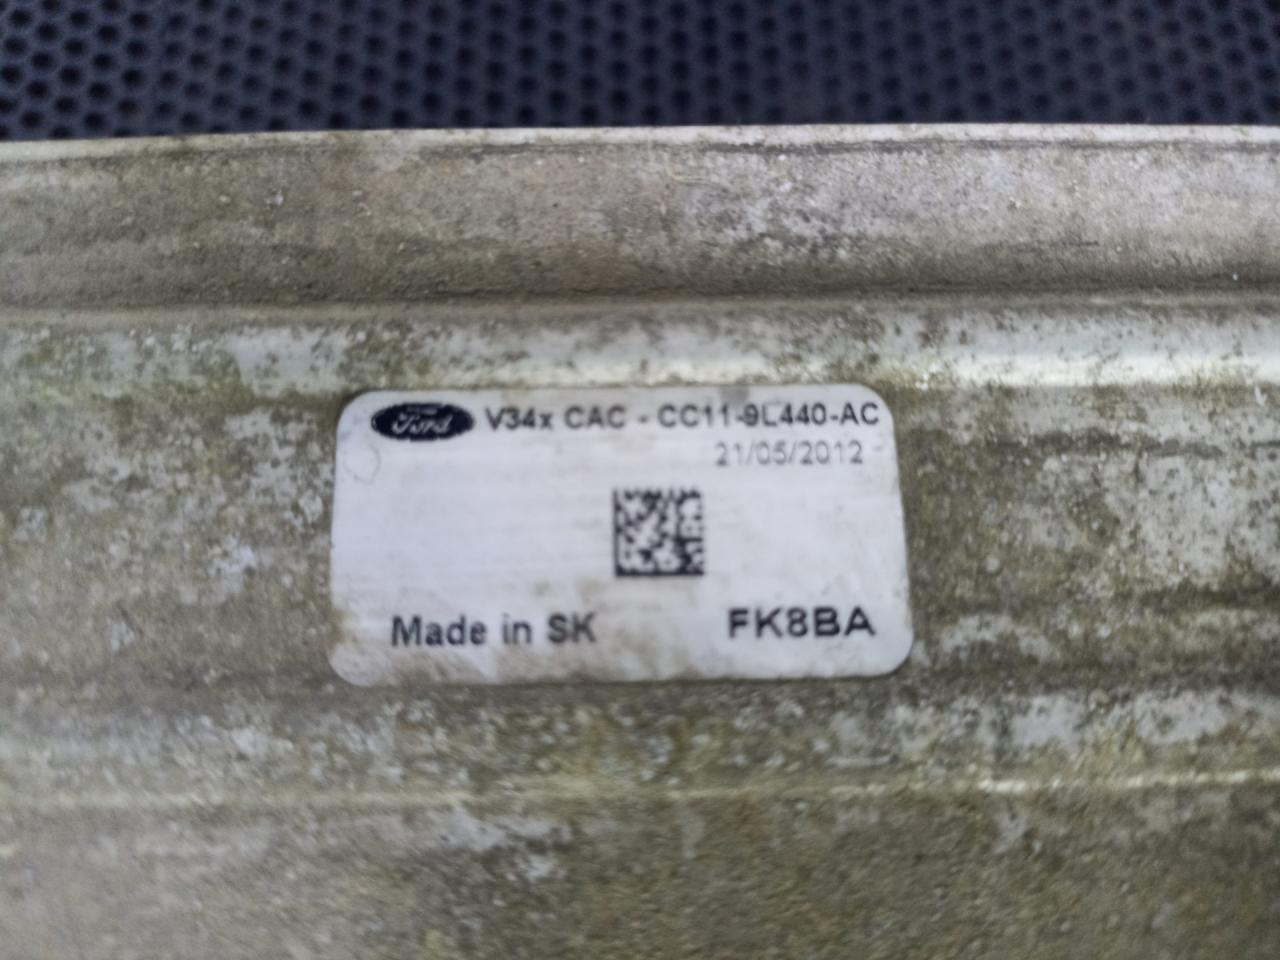 Ford V34x CAC - CC11-9L440-AC
21/05/2012
Made in SK FK8BA